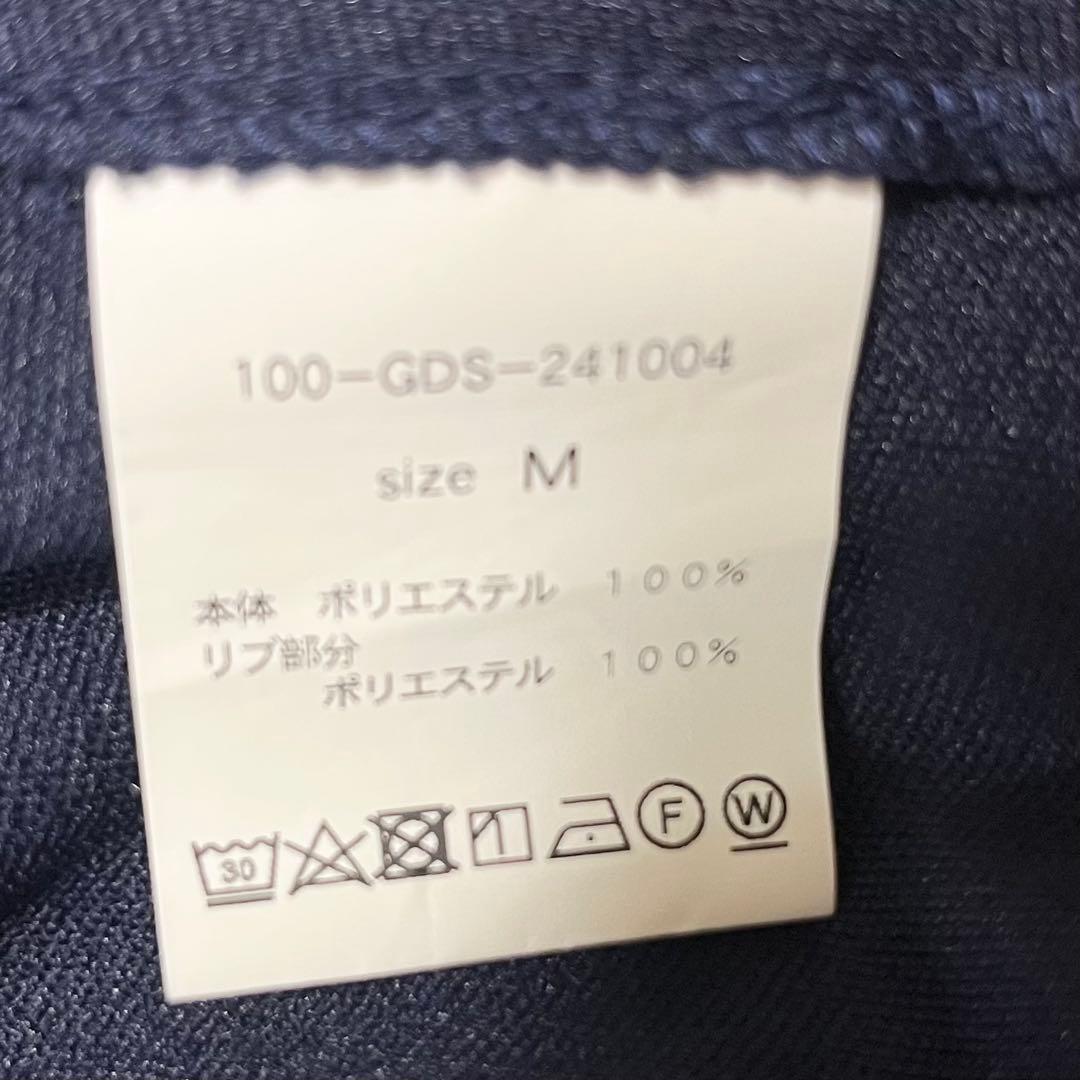 100-GDS-241004
size M
本体 ポリエステル 100%
リブ部分
ポリエステル 100%
30 F W